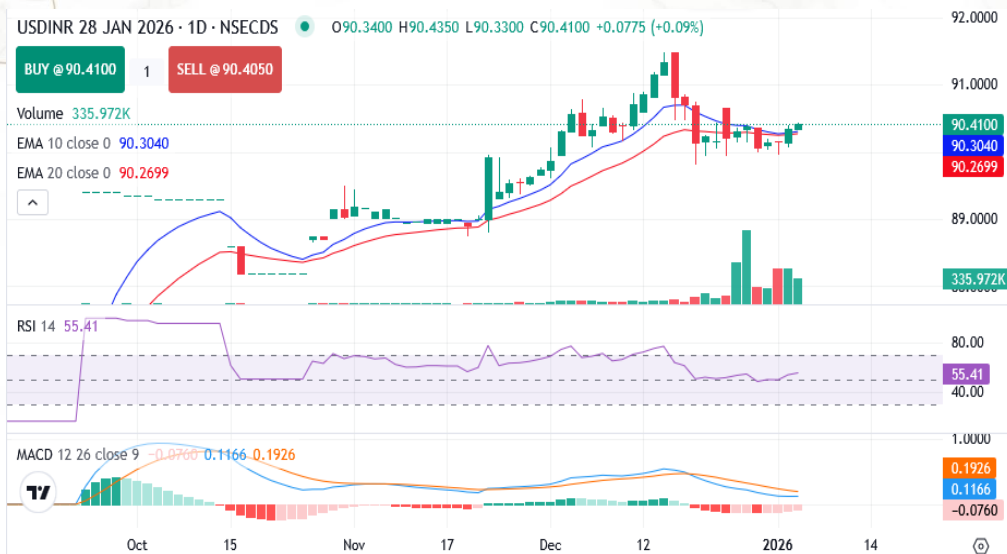 USDINR 28 JAN 2026 · 1D · NSECDS O90.3400 H90.4350 L90.3300 C90.4100 +0.0775 (+0.09%)
BUY @ 90.4100 1 SELL @ 90.4050
Volume 335.972K
EMA 10 close 0 90.3040
EMA 20 close 0 90.2699
92.0000
91.0000
90.4100
90.3040
90.2699
89.0000
335.972K
RSI 14 55.41
80.00
55.41
40.00
MACD 12 26 close 9 −0.0760 0.1166 0.1926
1.0000
0.1926
0.1166
−0.0760
Oct 15 Nov 17 Dec 12 2026 14